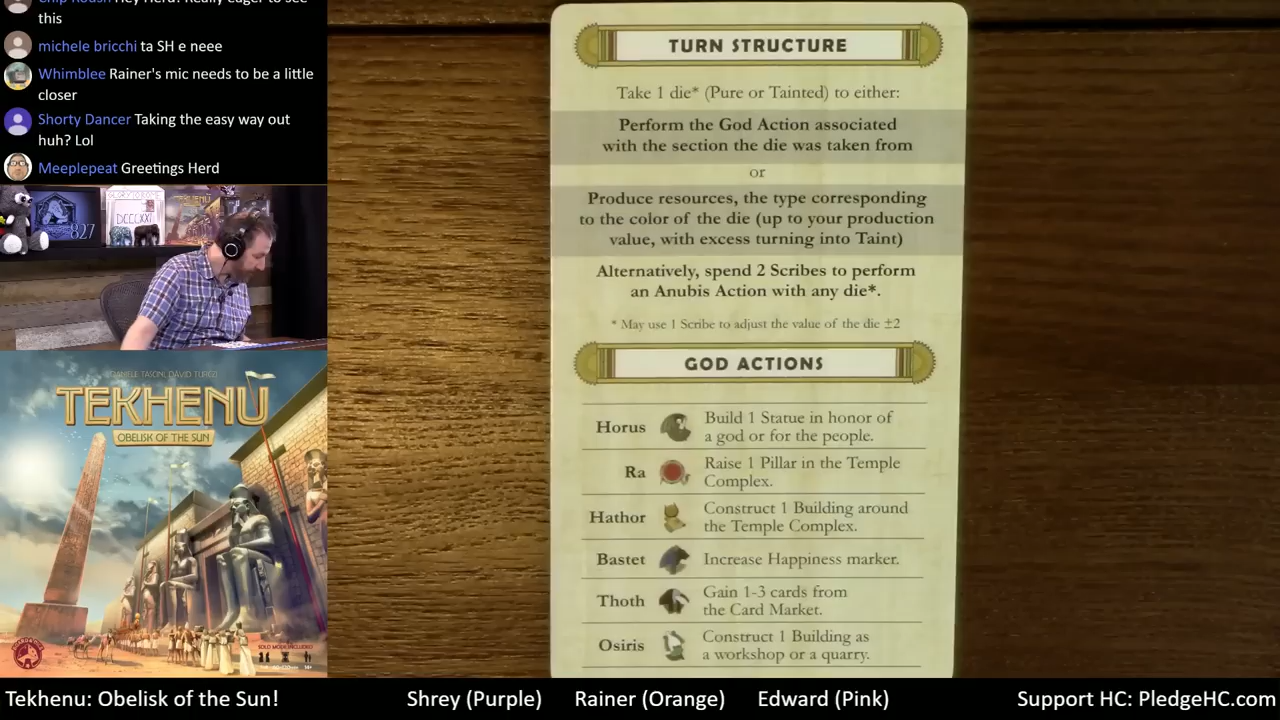 this
michele bricchi ta SH e neee
Whimblee Rainer's mic needs to be a little
closer
Shorty Dancer Taking the easy way out
huh? Lol
Meeplepeat Greetings Herd
DCCCXXI
827
TEKHENU
DANIELE TASCINI, DAVID TURCZI
TEKHENU
OBELISK OF THE SUN
SOLO MODE INCLUDED
14+
TURN STRUCTURE
Take 1 die* (Pure or Tainted) to either:
Perform the God Action associated
with the section the die was taken from
or
Produce resources, the type corresponding
to the color of the die (up to your production
value, with excess turning into Taint)
Alternatively, spend 2 Scribes to perform
an Anubis Action with any die*.
* May use 1 Scribe to adjust the value of the die ±2
GOD ACTIONS
Horus Build 1 Statue in honor of
a god or for the people.
Ra Raise 1 Pillar in the Temple
Complex.
Hathor Construct 1 Building around
the Temple Complex.
Bastet Increase Happiness marker.
Thoth Gain 1-3 cards from
the Card Market.
Osiris Construct 1 Building as
a workshop or a quarry.
Tekhenu: Obelisk of the Sun! Shrey (Purple) Rainer (Orange) Edward (Pink) Support HC: PledgeHC.com